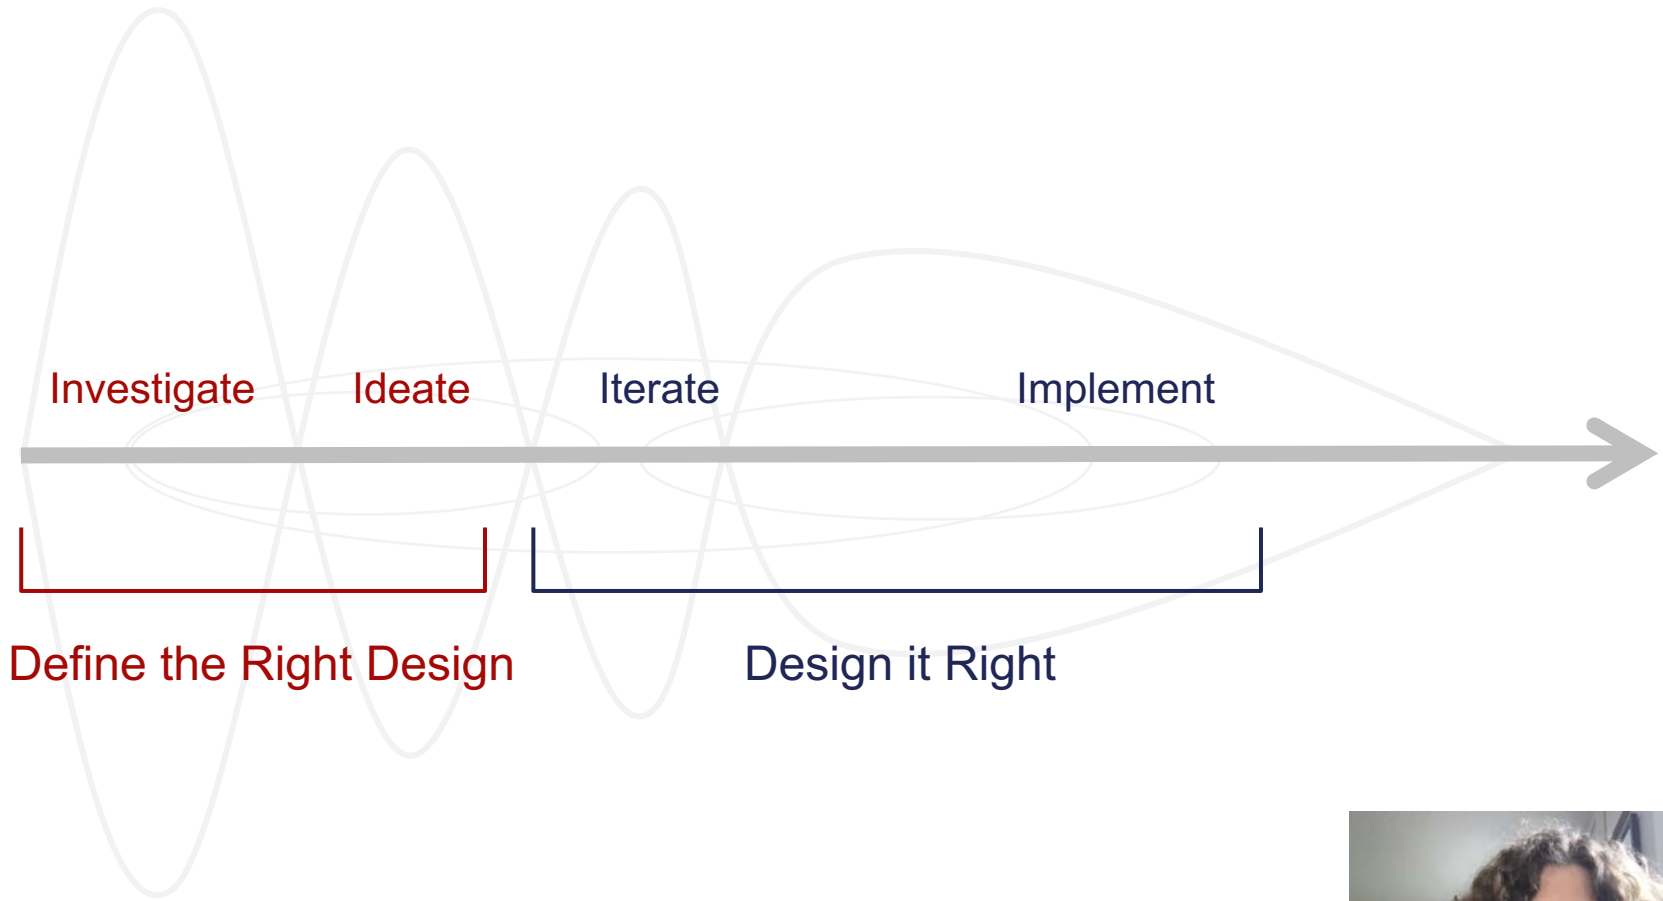 Investigate Ideate Iterate Implement
Define the Right Design Design it Right